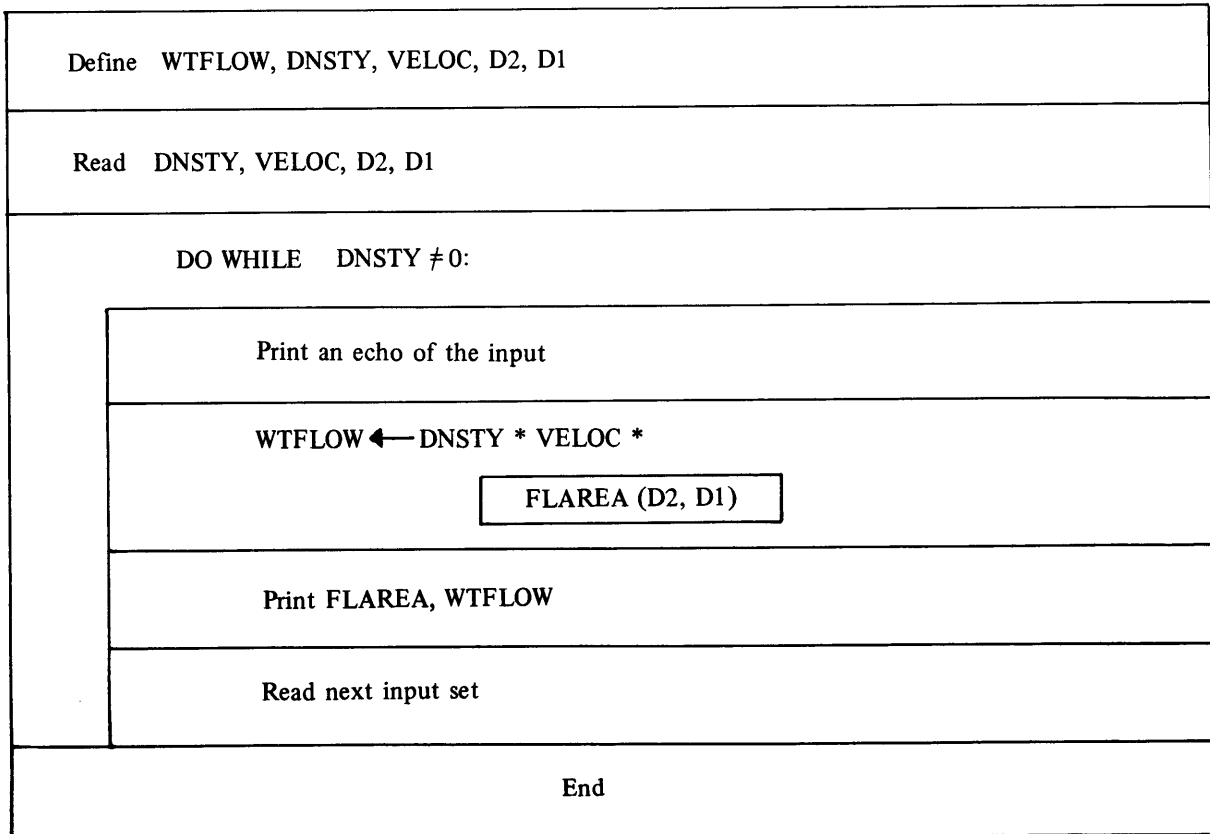 Define WTFLOW, DNSTY, VELOC, D2, D1
Read DNSTY, VELOC, D2, D1
DO WHILE DNSTY ≠ 0:
Print an echo of the input
WTFLOW ← DNSTY * VELOC *
FLAREA (D2, D1)
Print FLAREA, WTFLOW
Read next input set
End